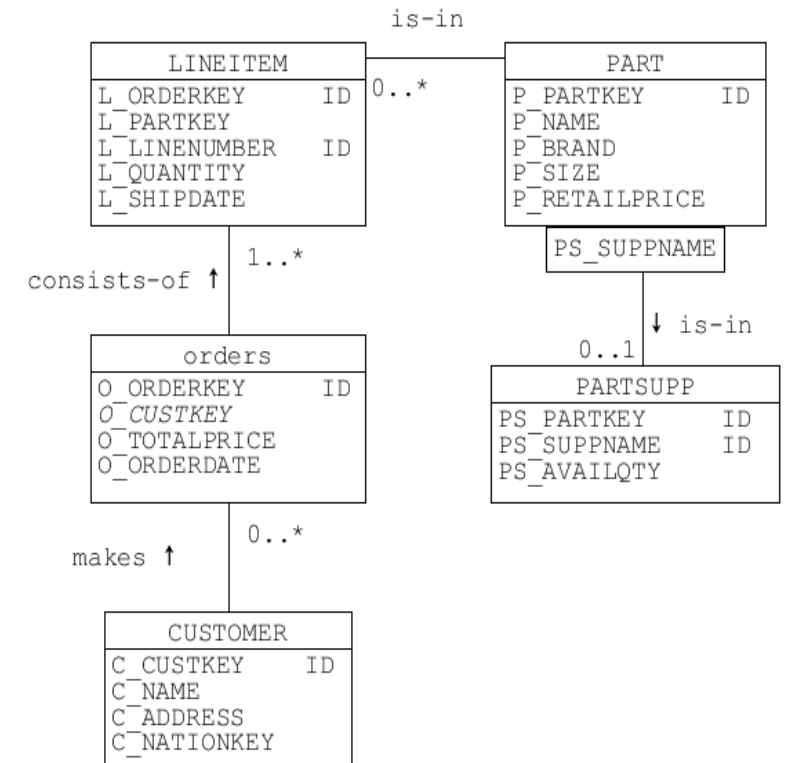 is-in
LINEITEM
L_ORDERKEY ID
L_PARTKEY
L_LINENUMBER ID
L_QUANTITY
L_SHIPDATE
0..*
PART
P_PARTKEY ID
P_NAME
P_BRAND
P_SIZE
P_RETAILPRICE
PS_SUPPNAME
1..*
consists-of ↑
↓ is-in
0..1
orders
O_ORDERKEY ID
O_CUSTKEY
O_TOTALPRICE
O_ORDERDATE
PARTSUPP
PS_PARTKEY ID
PS_SUPPNAME ID
PS_AVAILQTY
0..*
makes ↑
CUSTOMER
C_CUSTKEY ID
C_NAME
C_ADDRESS
C_NATIONKEY